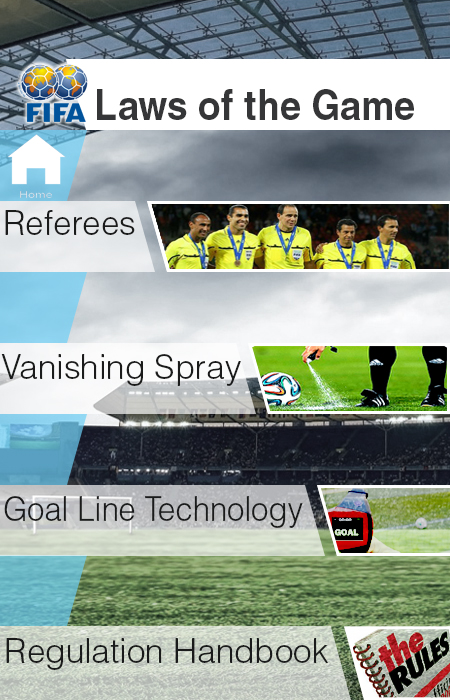 FIFA
Laws of the Game
Home
Referees
Vanishing Spray
Goal Line Technology
GOAL
Regulation Handbook
the
RULES